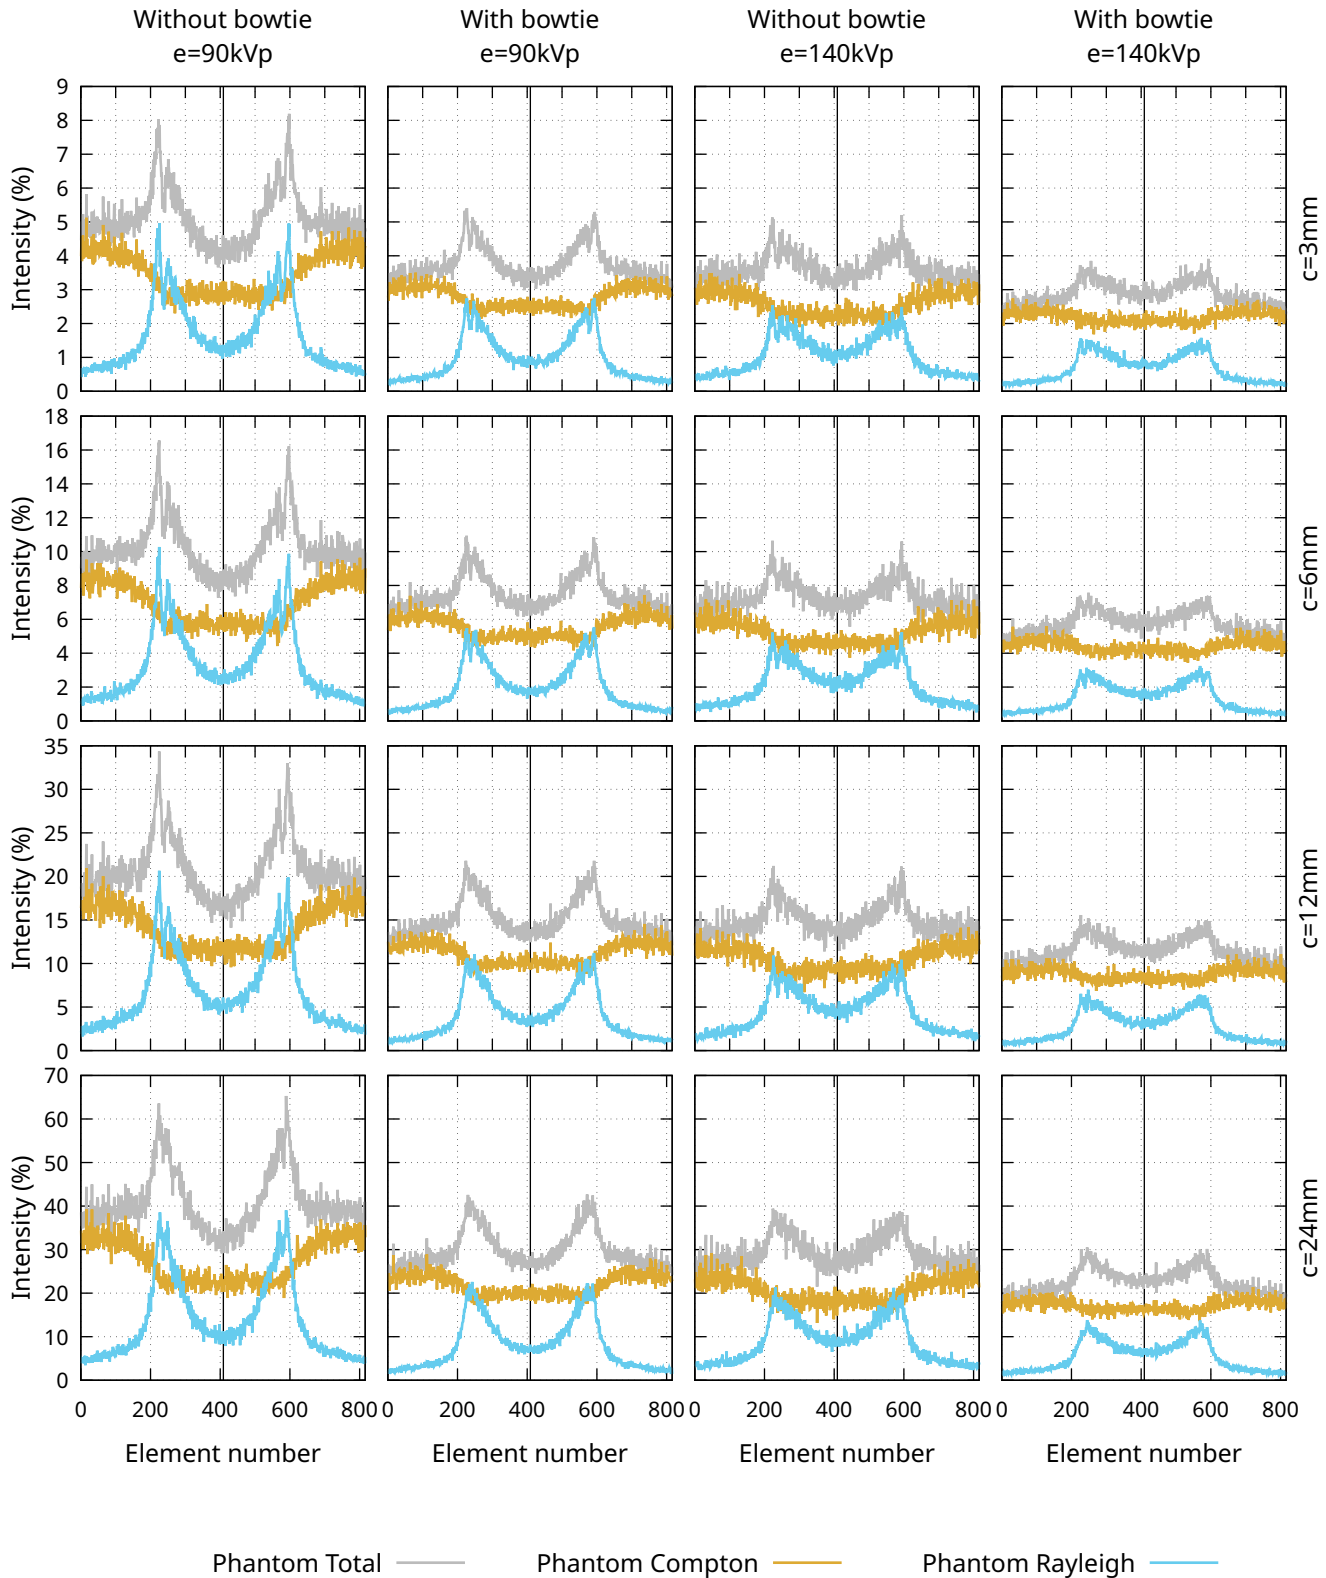 Without bowtie
e=90kVp
With bowtie
e=90kVp
Without bowtie
e=140kVp
With bowtie
e=140kVp
9
8
7
6
5
4
3
2
1
0
Intensity (%)
c=3mm
18
16
14
12
10
8
6
4
2
0
Intensity (%)
c=6mm
35
30
25
20
15
10
5
0
Intensity (%)
c=12mm
70
60
50
40
30
20
10
0
Intensity (%)
c=24mm
0 200 400 600 800 0 200 400 600 800 0 200 400 600 800 0 200 400 600 800
Element number Element number Element number Element number
Phantom Total Phantom Compton Phantom Rayleigh